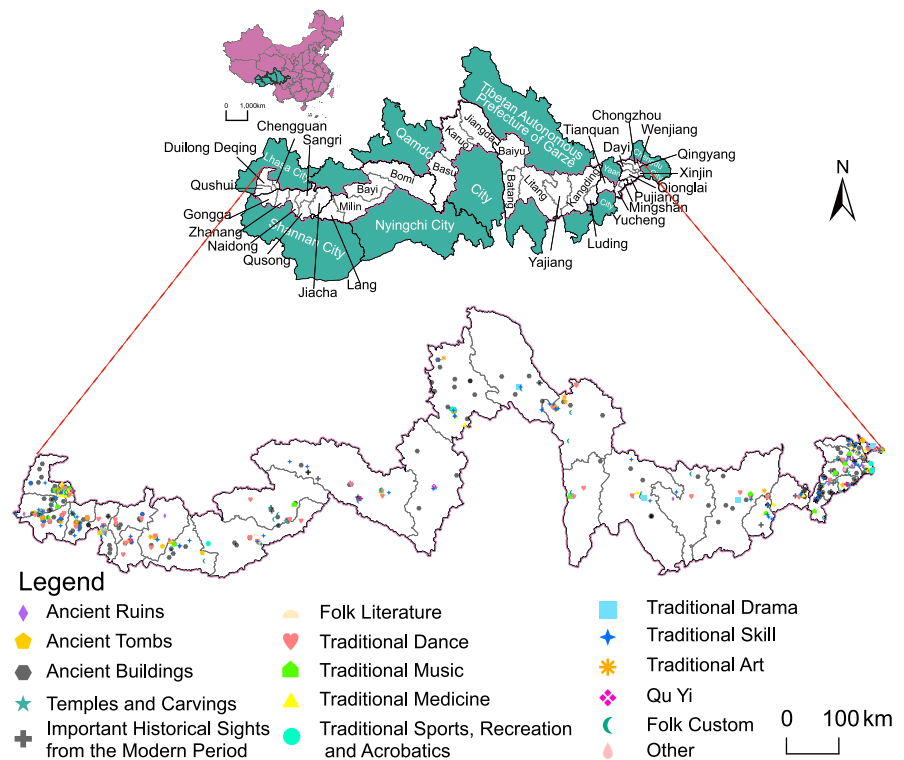 0 1,000km
Chengguan
Sangri
Duilong Deqing
Lhasa City
Qushui
Gongga
Zhanang
Naidong
Qusong
Shannan City
Jiacha
Lang
Milin
Bayi
Bomi
Nyingchi City
Qamdo
City
Basu
Karuo
Jiangda
Tibetan Autonomous
Prefecture of Garzê
Baiyu
Batang
Litang
Yajiang
Kangding
Luding
Tianquan
Chongzhou
Wenjiang
Dayi
Qingyang
Xinjin
Qionglai
Pujiang
Mingshan
Yucheng
Yaan
City
N
Legend
Ancient Ruins
Ancient Tombs
Ancient Buildings
Temples and Carvings
Important Historical Sights
from the Modern Period
Folk Literature
Traditional Dance
Traditional Music
Traditional Medicine
Traditional Sports, Recreation
and Acrobatics
Traditional Drama
Traditional Skill
Traditional Art
Qu Yi
Folk Custom
Other
0 100 km